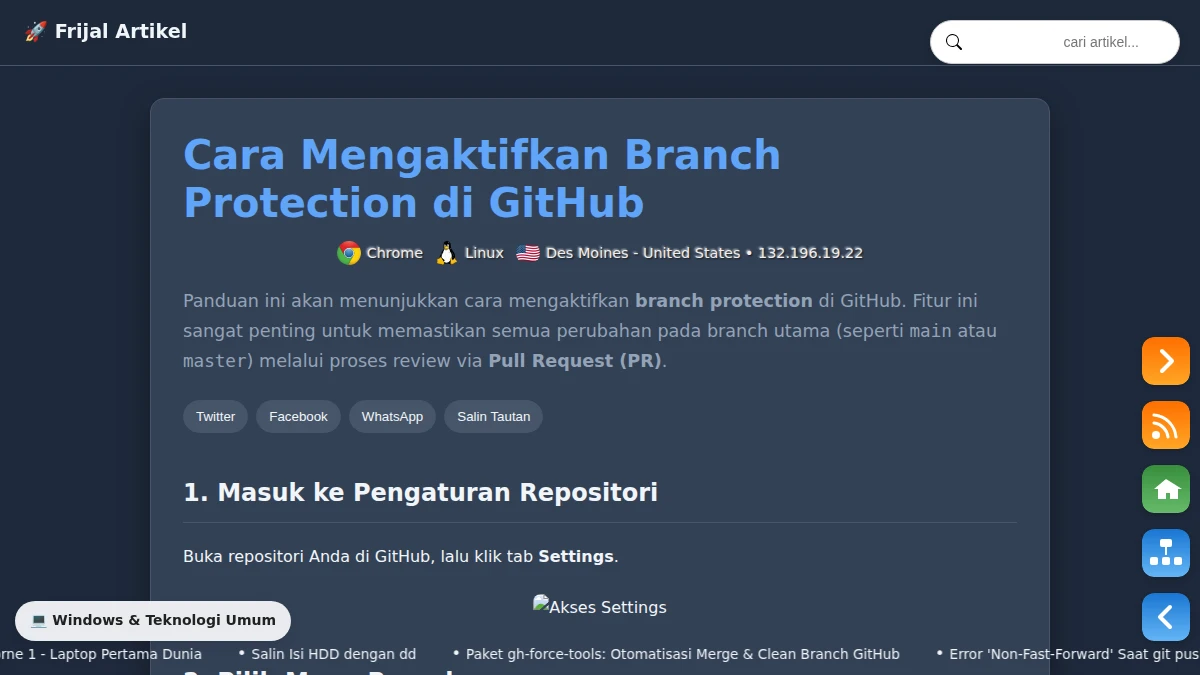 🚀 Frijal Artikel
cari artikel...
Cara Mengaktifkan Branch
Protection di GitHub
Chrome Linux Des Moines - United States • 132.196.19.22
Panduan ini akan menunjukkan cara mengaktifkan branch protection di GitHub. Fitur ini
sangat penting untuk memastikan semua perubahan pada branch utama (seperti main atau
master) melalui proses review via Pull Request (PR).
Twitter Facebook WhatsApp Salin Tautan
1. Masuk ke Pengaturan Repositori
Buka repositori Anda di GitHub, lalu klik tab Settings.
Akses Settings
💻 Windows & Teknologi Umum
1 - Laptop Pertama Dunia • Salin Isi HDD dengan dd • Paket gh-force-tools: Otomatisasi Merge & Clean Branch GitHub • Error 'Non-Fast-Forward' Saat git